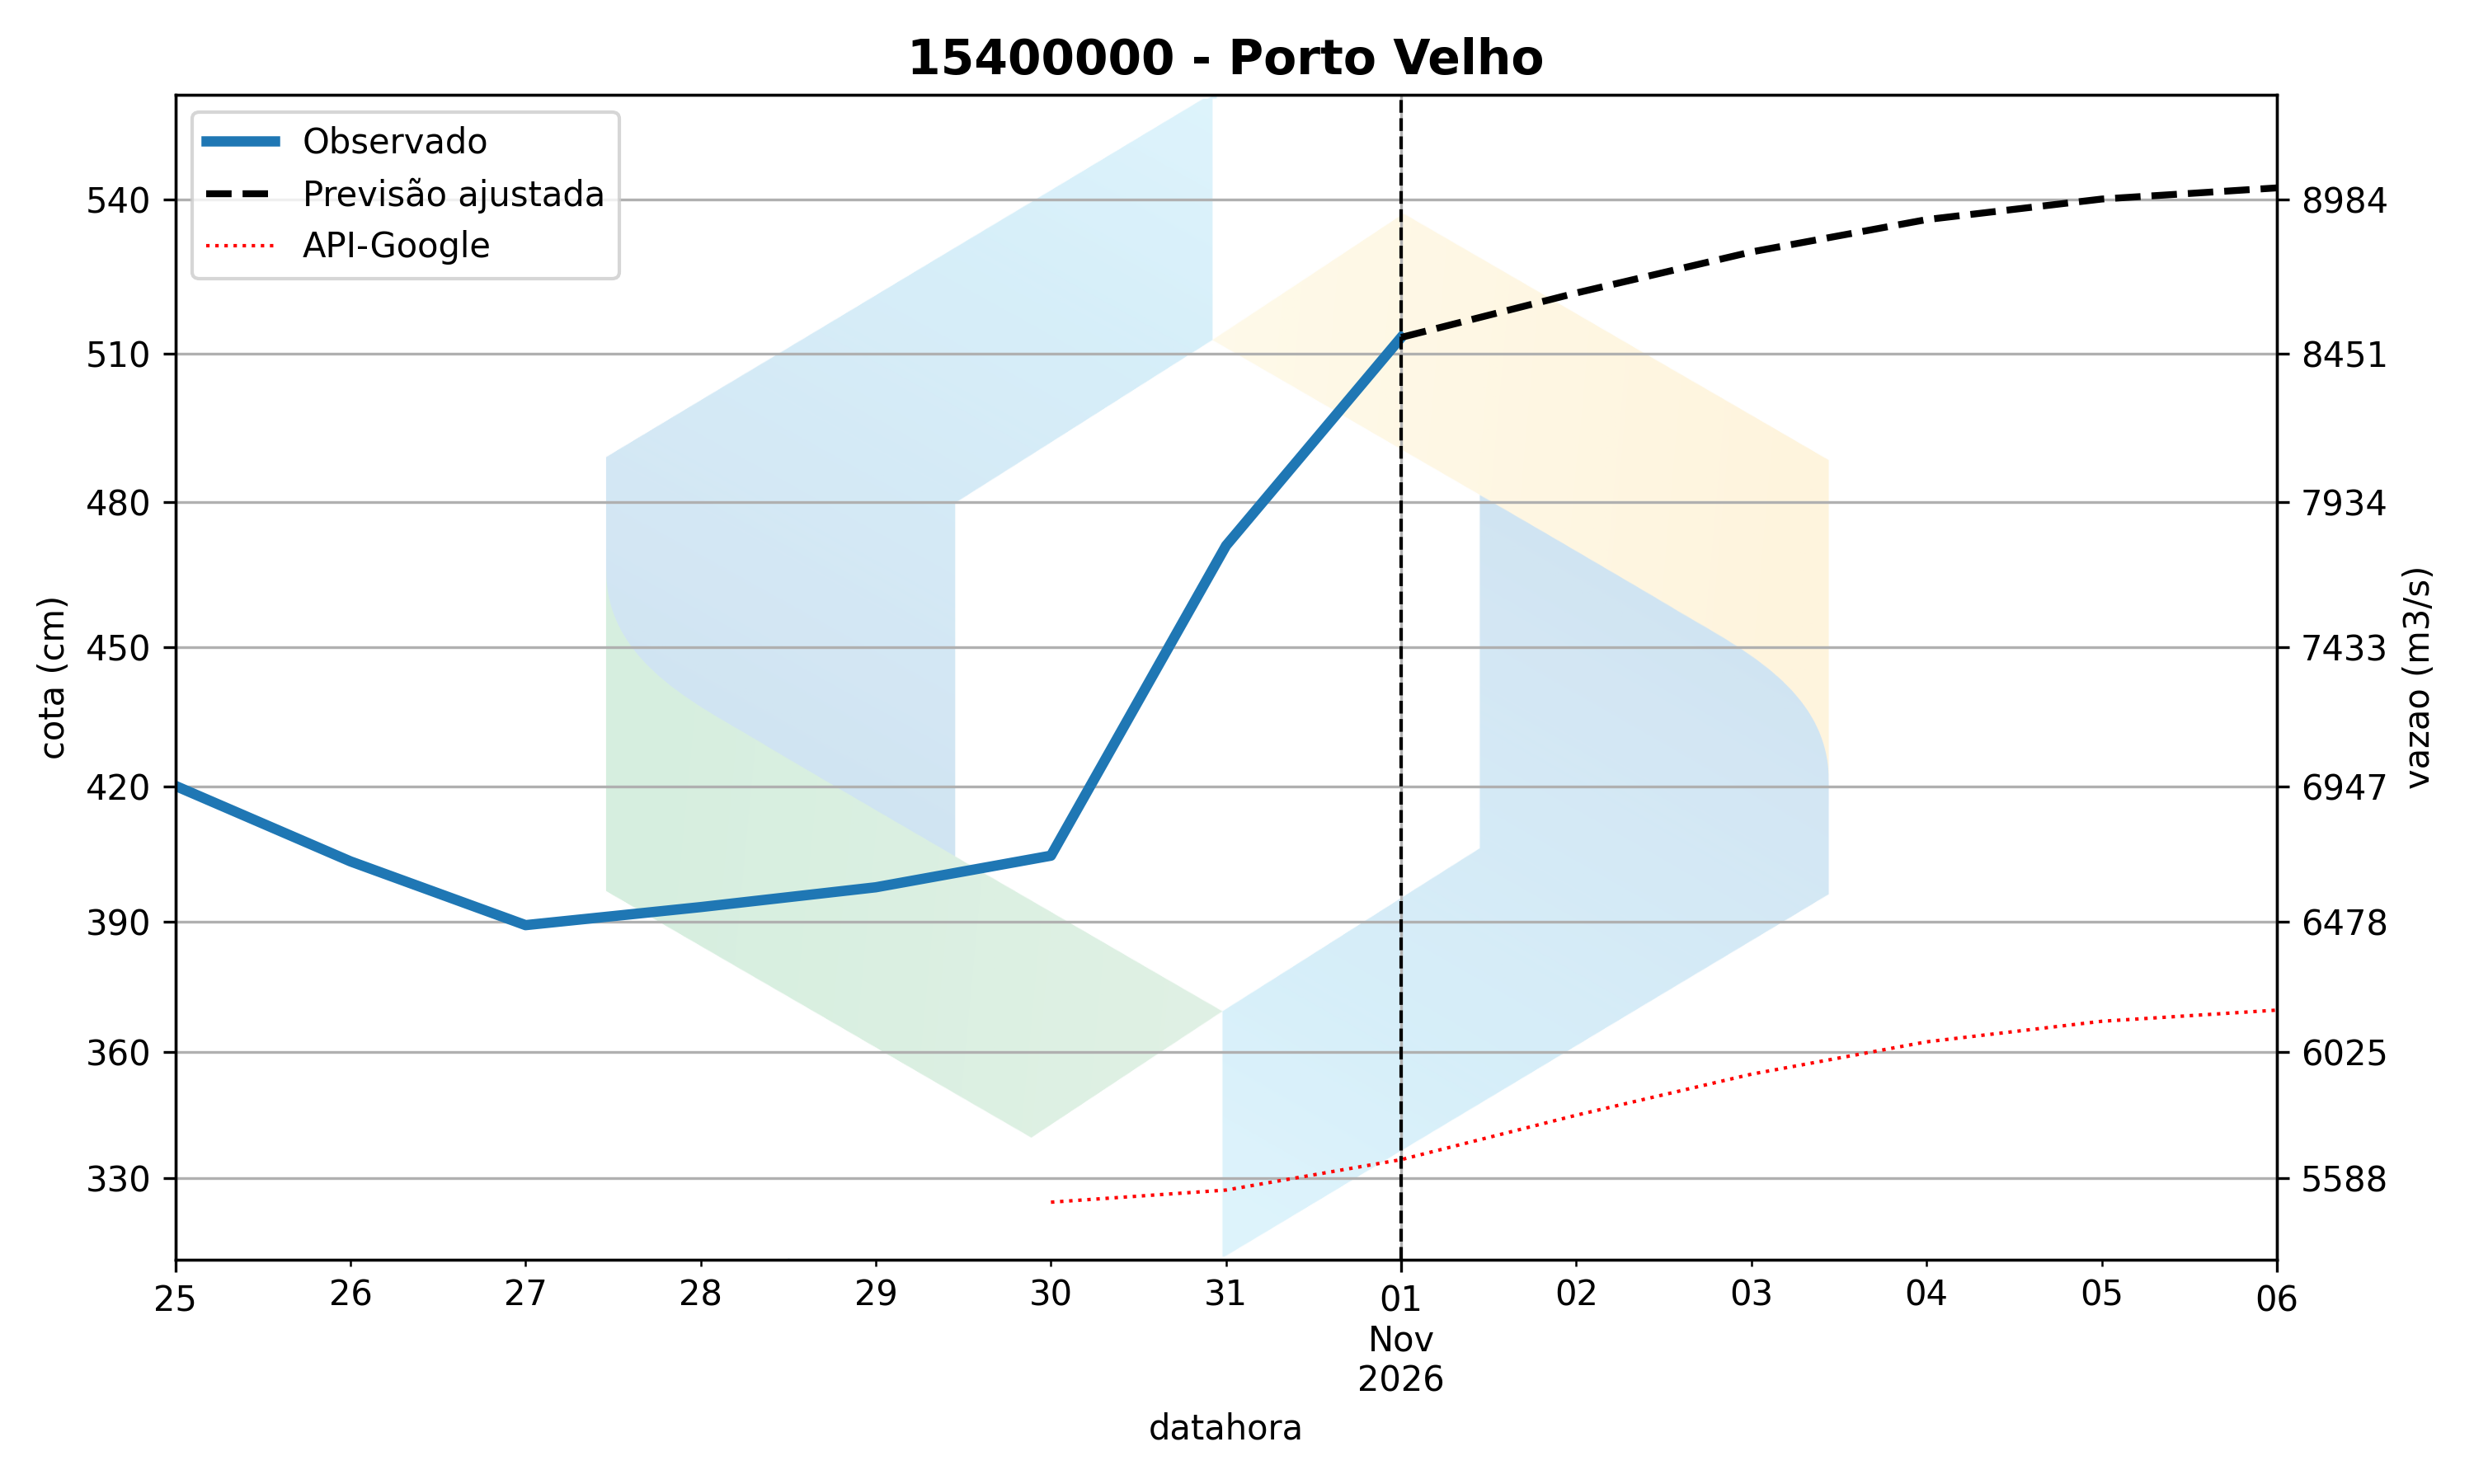 15400000 - Porto Velho
Observado
Previsão ajustada
API-Google
540
510
480
450
420
390
360
330
cota (cm)
8984
8451
7934
7433
6947
6478
6025
5588
vazao (m3/s)
25 26 27 28 29 30 31 01 02 03 04 05 06
Nov
2026
datahora